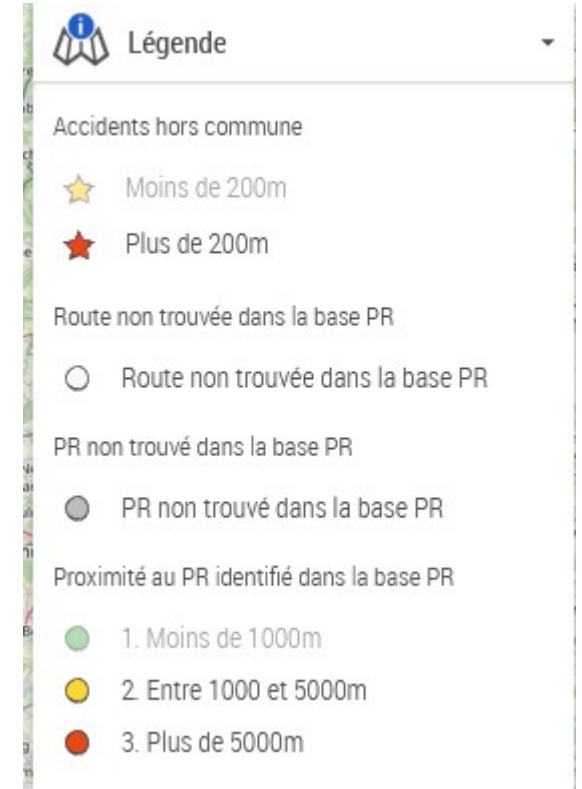 Légende
Accidents hors commune
Moins de 200m
Plus de 200m
Route non trouvée dans la base PR
Route non trouvée dans la base PR
PR non trouvé dans la base PR
PR non trouvé dans la base PR
Proximité au PR identifié dans la base PR
1. Moins de 1000m
2. Entre 1000 et 5000m
3. Plus de 5000m